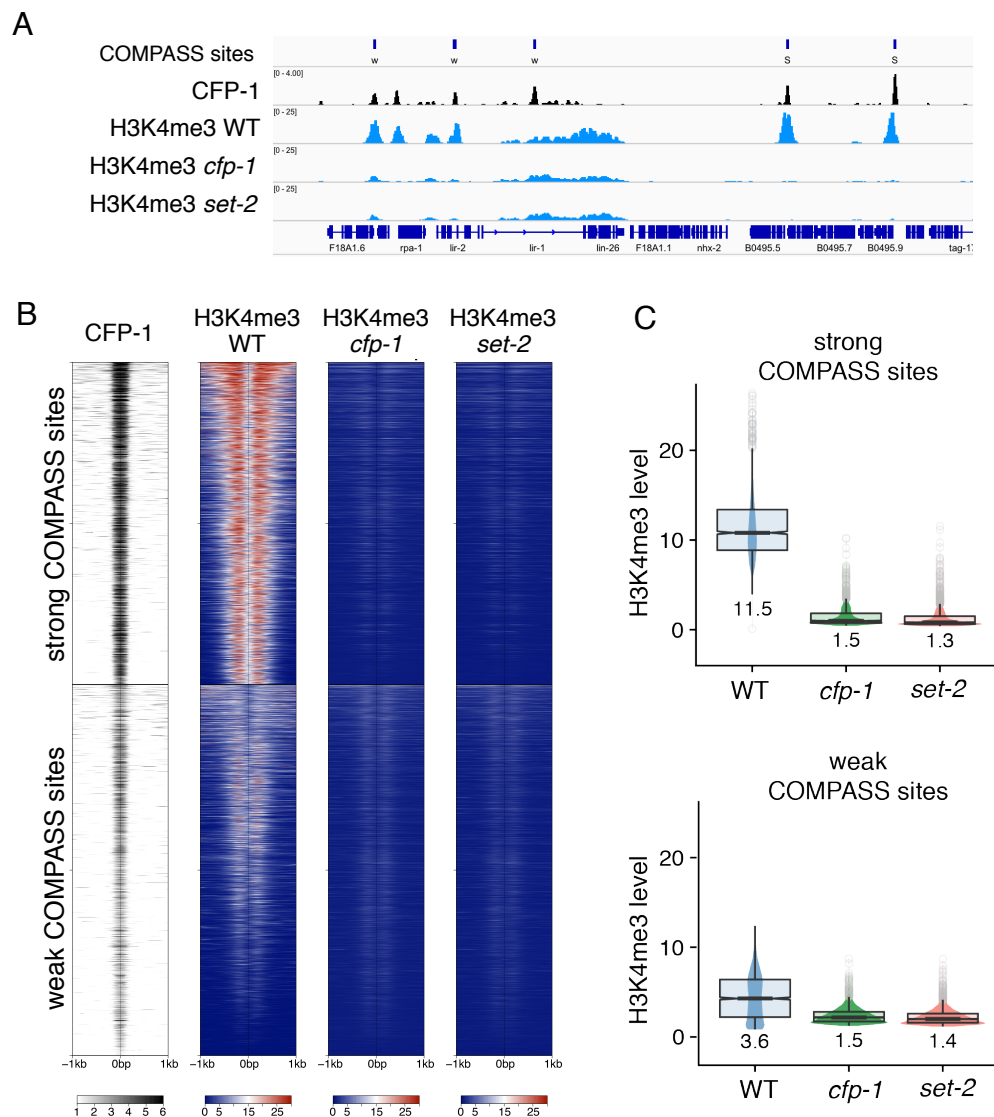 A
COMPASS sites
w w w S S
[0 - 4.00]
CFP-1
[0 - 25]
H3K4me3 WT
[0 - 25]
H3K4me3 cfp-1
[0 - 25]
H3K4me3 set-2
F18A1.6 rpa-1 lir-2 lir-1 lin-26 F18A1.1 nhx-2 B0495.5 B0495.7 B0495.9 tag-17
B
CFP-1
H3K4me3
WT
H3K4me3
cfp-1
H3K4me3
set-2
strong COMPASS sites
weak COMPASS sites
−1kb 0bp 1kb −1kb 0bp 1kb −1kb 0bp 1kb −1kb 0bp 1kb
1 2 3 4 5 6 0 5 15 25 0 5 15 25 0 5 15 25
C
strong
COMPASS sites
H3K4me3 level
20
10
0
11.5
1.5
1.3
WT cfp-1 set-2
weak
COMPASS sites
H3K4me3 level
20
10
0
3.6 1.5 1.4
WT cfp-1 set-2